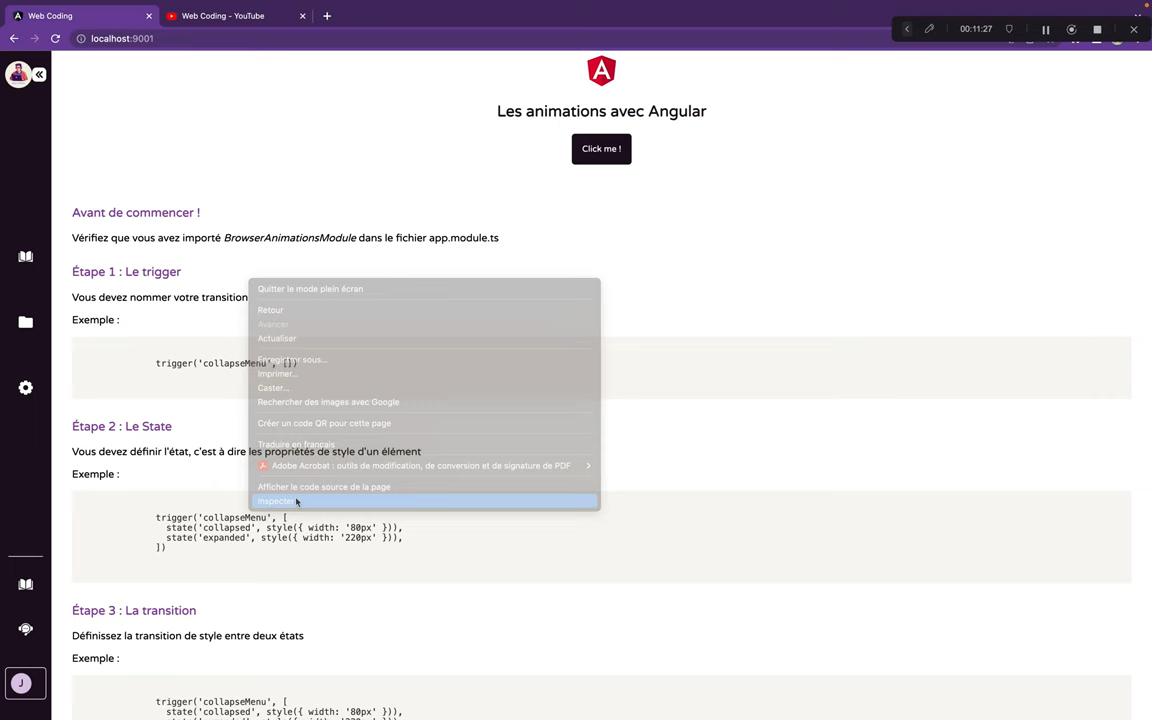 Web Coding
Web Coding - YouTube
localhost:9001
00:11:27
Les animations avec Angular
Click me !
Avant de commencer !
Vérifiez que vous avez importé BrowserAnimationsModule dans le fichier app.module.ts
Étape 1 : Le trigger
Vous devez nommer votre transition
Exemple :
trigger('collapseMenu', [])
Quitter le mode plein écran
Retour
Avancer
Actualiser
Enregistrer sous...
Imprimer...
Caster...
Rechercher des images avec Google
Créer un code QR pour cette page
Traduire en français
Adobe Acrobat : outils de modification, de conversion et de signature de PDF
Afficher le code source de la page
Inspecter
Étape 2 : Le State
Vous devez définir l'état, c'est à dire les propriétés de style d'un élément
Exemple :
trigger('collapseMenu', [
state('collapsed', style({ width: '80px' })),
state('expanded', style({ width: '220px' })),
])
Étape 3 : La transition
Définissez la transition de style entre deux états
Exemple :
trigger('collapseMenu', [
state('collapsed', style({ width: '80px' })),
J